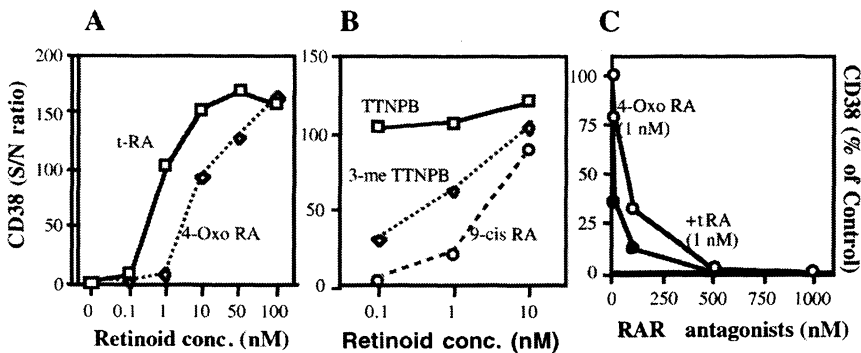 A
CD38 (S/N ratio)
200
150
100
50
0
t-RA
4-Oxo RA
0 0.1 1 10 50 100
Retinoid conc. (nM)
B
150
100
50
0
TTNPB
3-me TTNPB
9-cis RA
0.1 1 10
Retinoid conc. (nM)
C
100
75
50
25
0
4-Oxo RA
(1 nM)
+tRA
(1 nM)
0 250 500 750 1000
RAR antagonists (nM)
CD38 (% of Control)